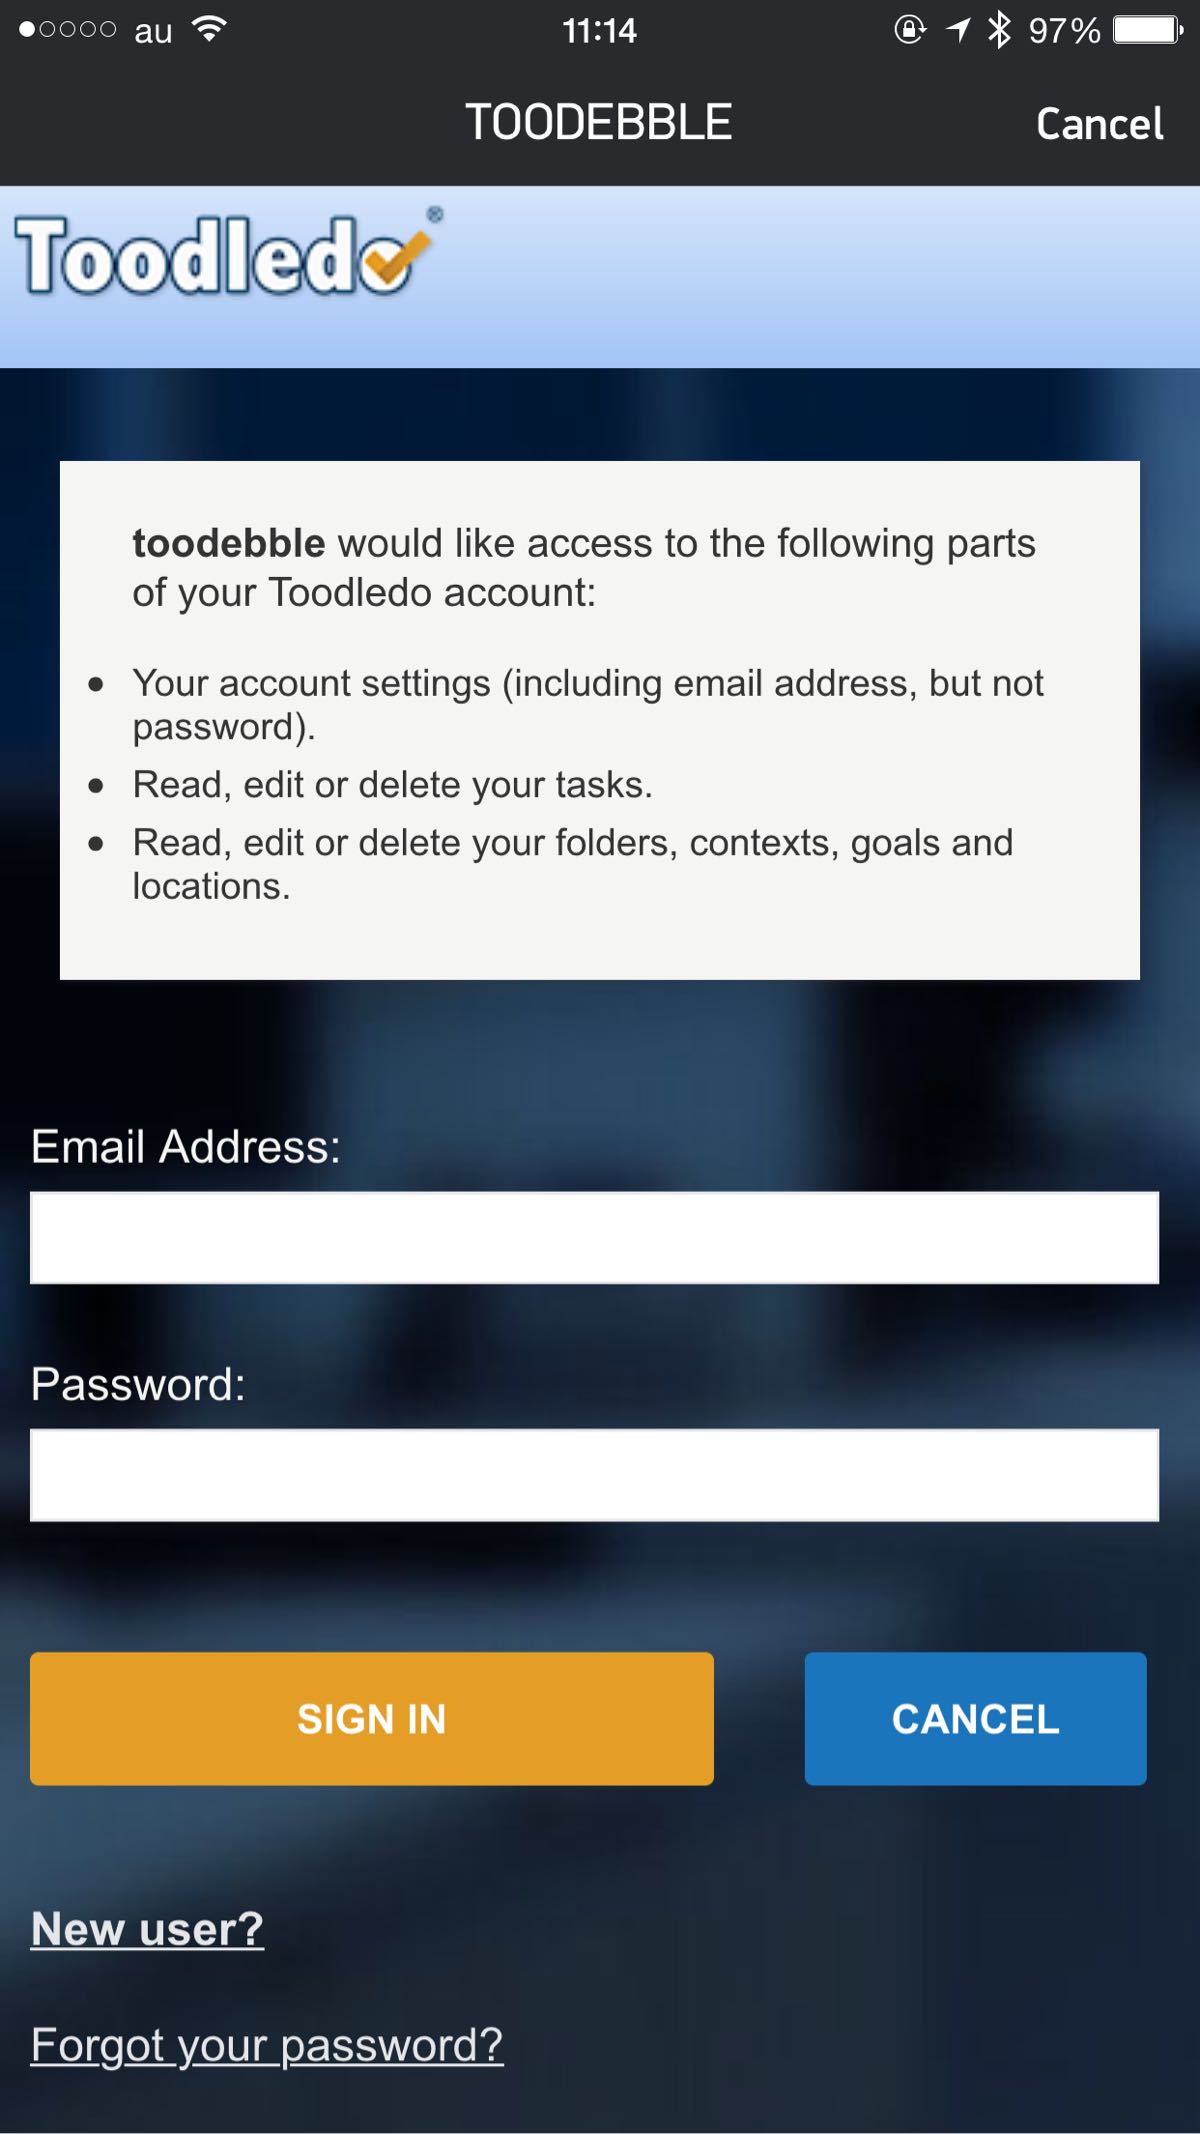 au 11:14 97%
TOODEBBLE Cancel
Toodledo®
toodebble would like access to the following parts
of your Toodledo account:
• Your account settings (including email address, but not
password).
• Read, edit or delete your tasks.
• Read, edit or delete your folders, contexts, goals and
locations.
Email Address:
Password:
SIGN IN CANCEL
New user?
Forgot your password?